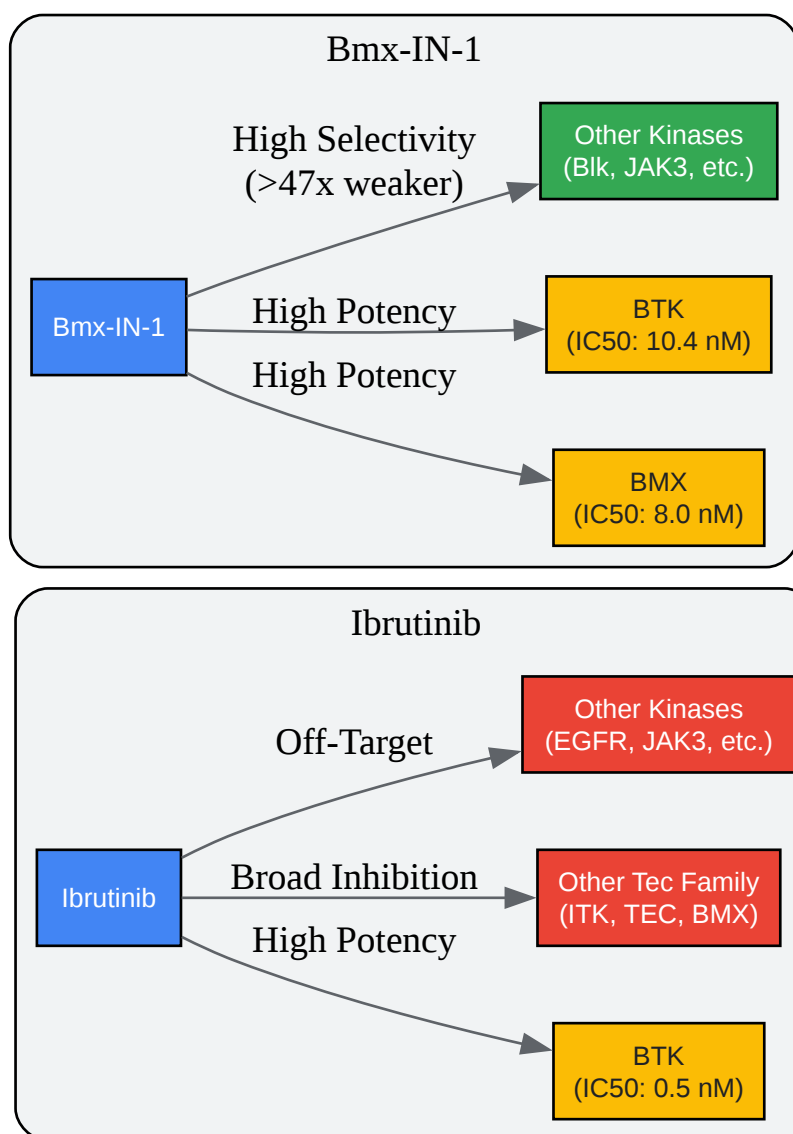 Bmx-IN-1
High Selectivity
(>47x weaker)
Other Kinases
(Blk, JAK3, etc.)
Bmx-IN-1
High Potency
BTK
(IC50: 10.4 nM)
High Potency
BMX
(IC50: 8.0 nM)
Ibrutinib
Off-Target
Other Kinases
(EGFR, JAK3, etc.)
Ibrutinib
Broad Inhibition
Other Tec Family
(ITK, TEC, BMX)
High Potency
BTK
(IC50: 0.5 nM)